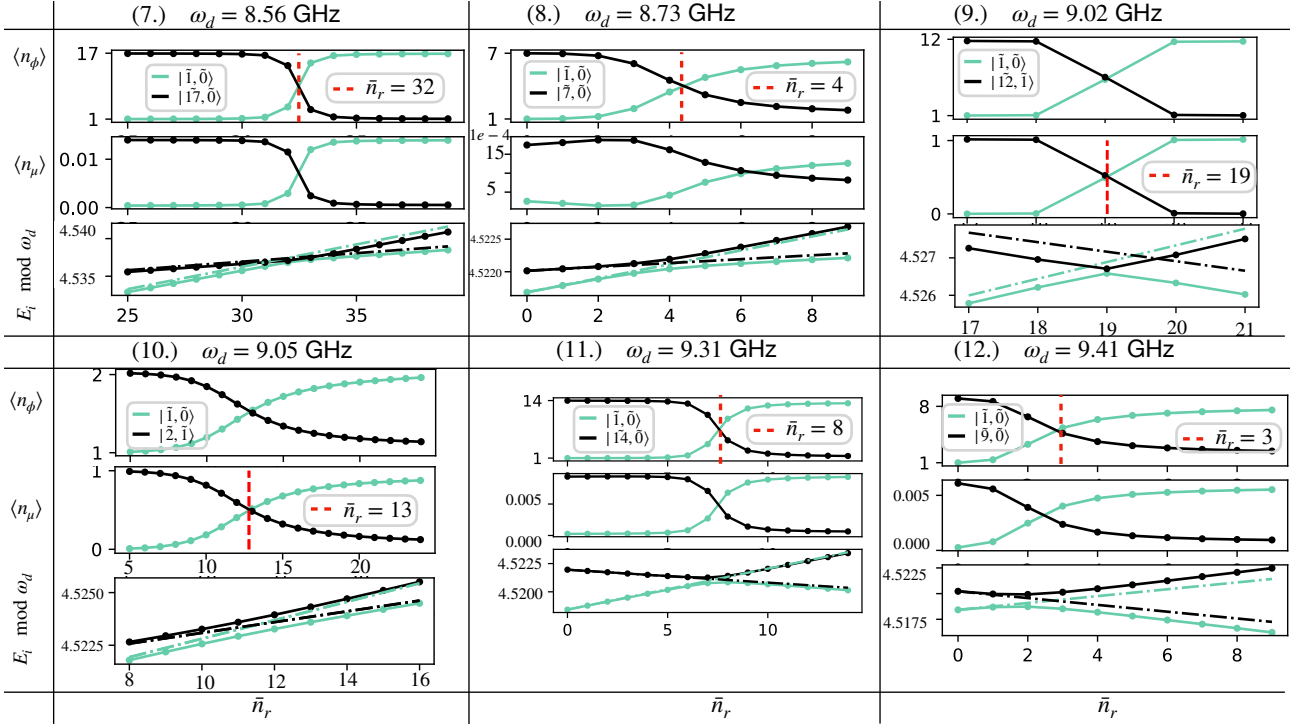 (7.) ω_d = 8.56 GHz
(8.) ω_d = 8.73 GHz
(9.) ω_d = 9.02 GHz
⟨n_ϕ⟩
17
1
|1̃, 0̃⟩
|1̃7, 0̃⟩
n̄_r = 32
7
1
|1̃, 0̃⟩
|7̃, 0̃⟩
n̄_r = 4
12
1
|1̃, 0̃⟩
|1̃2, 1̃⟩
⟨n_μ⟩
0.01
0.00
1e−4
15
5
1
0
n̄_r = 19
E_i mod ω_d
4.540
4.535
25 30 35
4.5225
4.5220
0 2 4 6 8
4.527
4.526
17 18 19 20 21
(10.) ω_d = 9.05 GHz
(11.) ω_d = 9.31 GHz
(12.) ω_d = 9.41 GHz
⟨n_ϕ⟩
2
1
|1̃, 0̃⟩
|2̃, 1̃⟩
14
1
|1̃, 0̃⟩
|1̃4, 0̃⟩
n̄_r = 8
8
1
|1̃, 0̃⟩
|9̃, 0̃⟩
n̄_r = 3
⟨n_μ⟩
1
0
n̄_r = 13
5 10 15 20
0.005
0.000
0.005
0.000
E_i mod ω_d
4.5250
4.5225
8 10 12 14 16
4.5225
4.5200
0 5 10
4.5225
4.5175
0 2 4 6 8
n̄_r
n̄_r
n̄_r